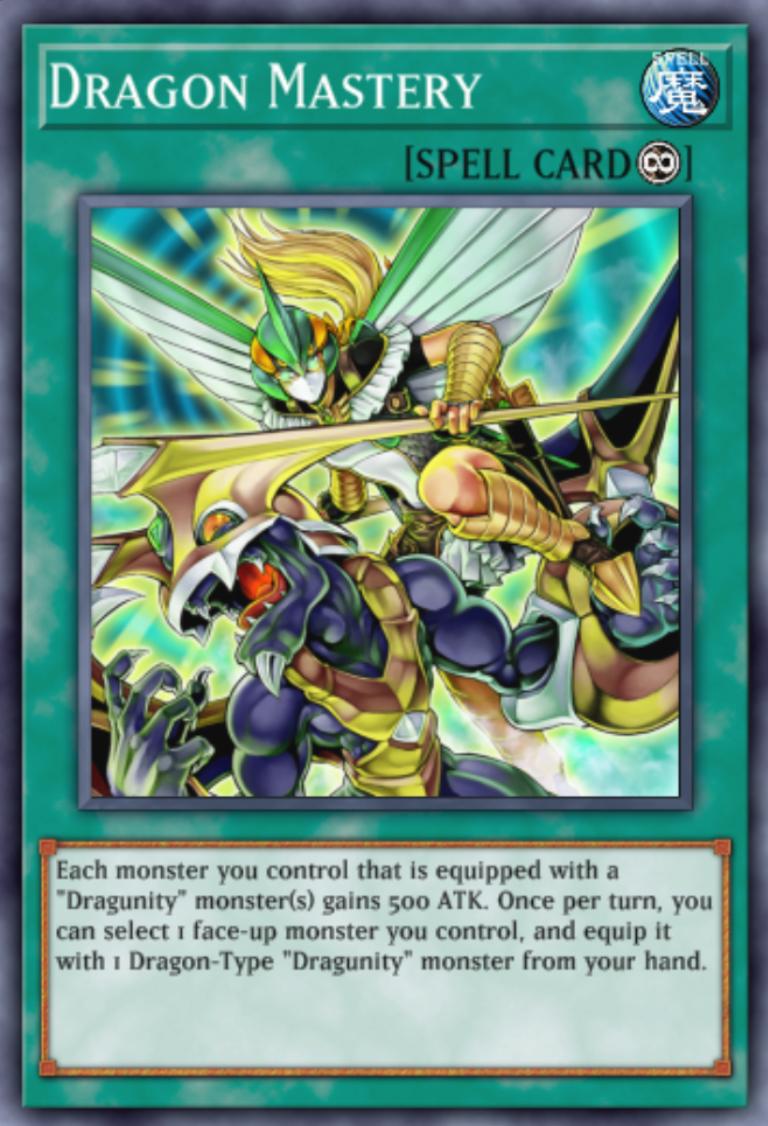 DRAGON MASTERY
SPELL
魔
[SPELL CARD∞]
Each monster you control that is equipped with a
"Dragunity" monster(s) gains 500 ATK. Once per turn, you
can select 1 face-up monster you control, and equip it
with 1 Dragon-Type "Dragunity" monster from your hand.